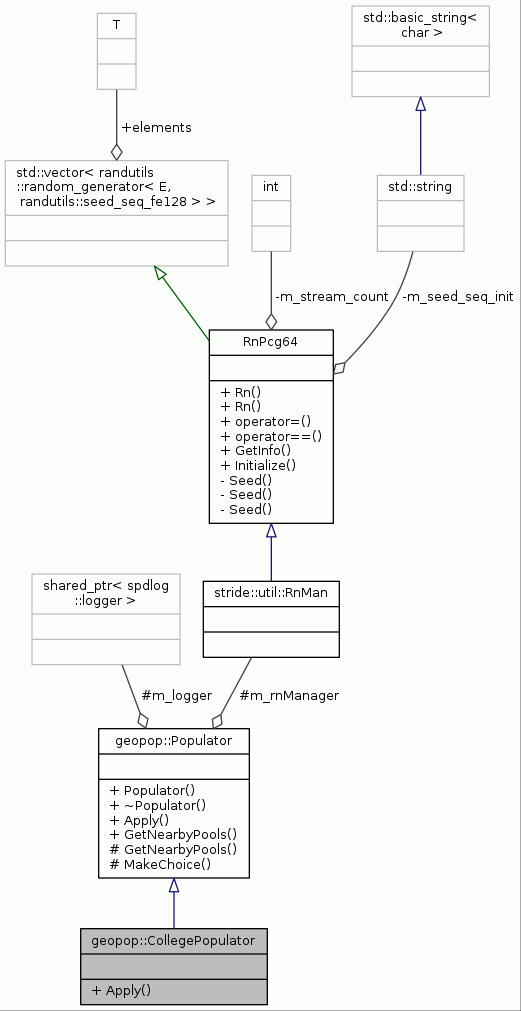 T
std::basic_string<
char >
+elements
std::vector< randutils
::random_generator< E,
randutils::seed_seq_fe128 > >
int
std::string
-m_stream_count
-m_seed_seq_init
RnPcg64
+ Rn()
+ Rn()
+ operator=()
+ operator==()
+ GetInfo()
+ Initialize()
- Seed()
- Seed()
- Seed()
shared_ptr< spdlog
::logger >
stride::util::RnMan
#m_logger
#m_rnManager
geopop::Populator
+ Populator()
+ ~Populator()
+ Apply()
+ GetNearbyPools()
# GetNearbyPools()
# MakeChoice()
geopop::CollegePopulator
+ Apply()